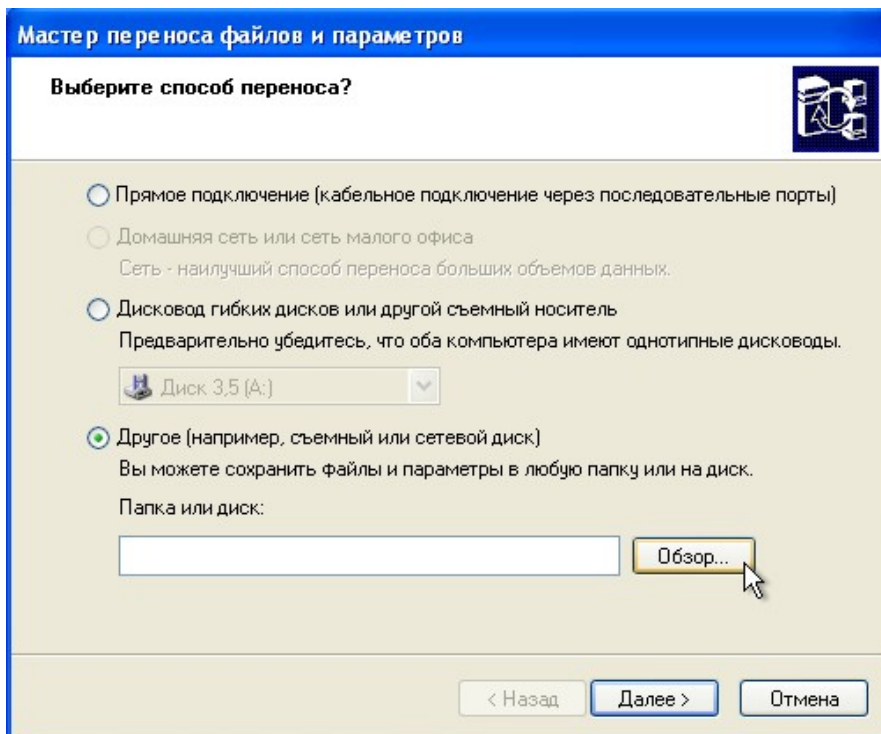 Мастер переноса файлов и параметров
Выберите способ переноса?
Прямое подключение (кабельное подключение через последовательные порты)
Домашняя сеть или сеть малого офиса
Сеть - наилучший способ переноса больших объемов данных.
Дисковод гибких дисков или другой съемный носитель
Предварительно убедитесь, что оба компьютера имеют однотипные дисководы.
Диск 3,5 (A:)
Другое (например, съемный или сетевой диск)
Вы можете сохранить файлы и параметры в любую папку или на диск.
Папка или диск:
Обзор...
< Назад Далее > Отмена